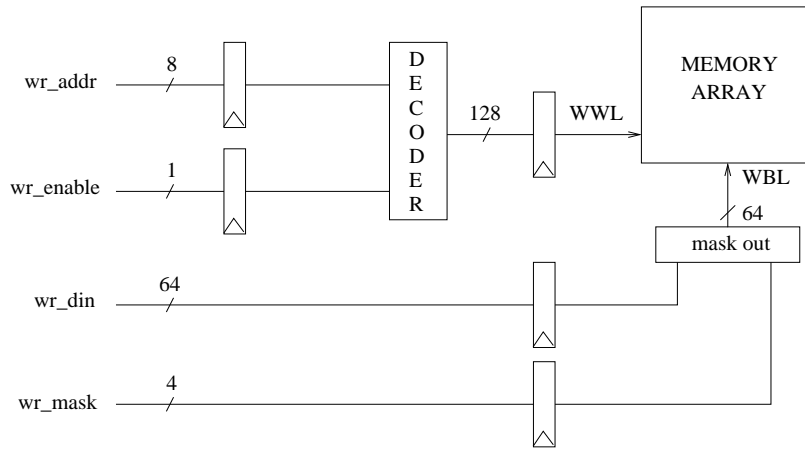 wr_addr
8
D
E
C
O
D
E
R
128
WWL
MEMORY
ARRAY
wr_enable
1
WBL
64
mask out
wr_din
64
wr_mask
4